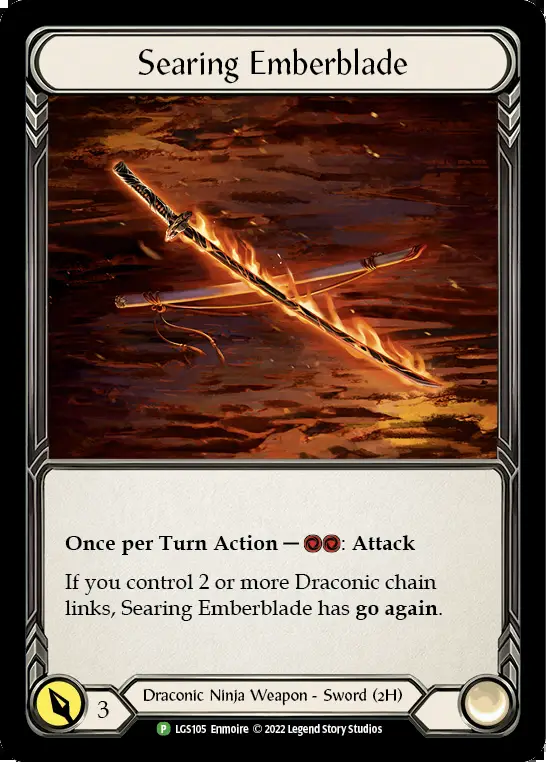 Searing Emberblade
Once per Turn Action — : Attack
If you control 2 or more Draconic chain
links, Searing Emberblade has go again.
3
Draconic Ninja Weapon - Sword (2H)
P LGS105 Enmoire © 2022 Legend Story Studios